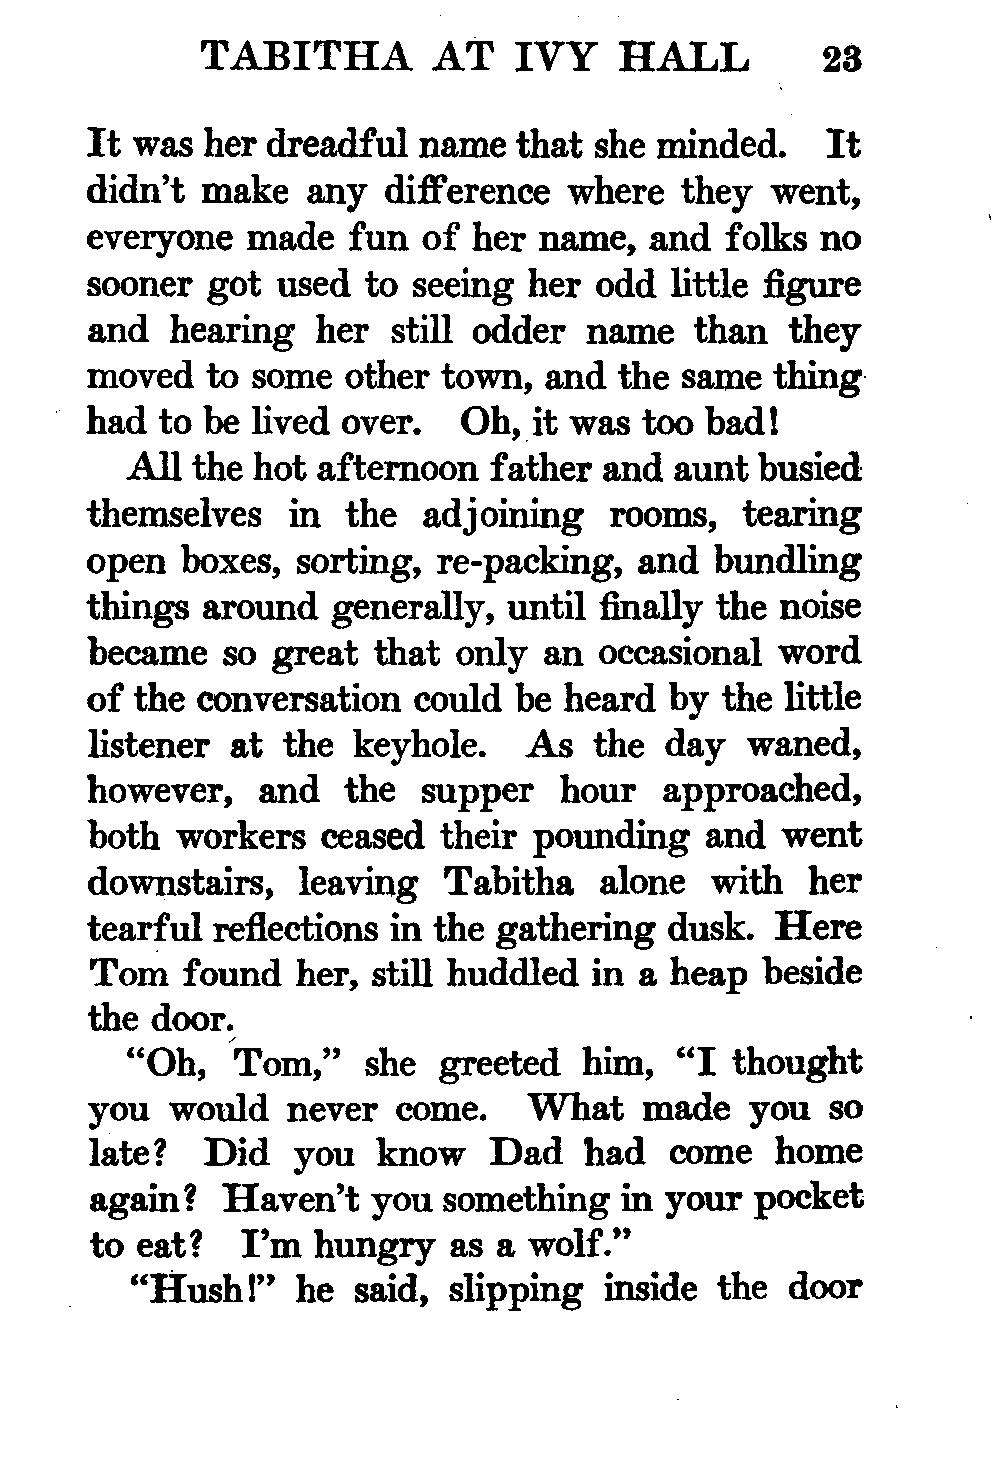 TABITHA AT IVY HALL 23
It was her dreadful name that she minded. It
didn't make any difference where they went,
everyone made fun of her name, and folks no
sooner got used to seeing her odd little figure
and hearing her still odder name than they
moved to some other town, and the same thing
had to be lived over. Oh, it was too bad!
All the hot afternoon father and aunt busied
themselves in the adjoining rooms, tearing
open boxes, sorting, re-packing, and bundling
things around generally, until finally the noise
became so great that only an occasional word
of the conversation could be heard by the little
listener at the keyhole. As the day waned,
however, and the supper hour approached,
both workers ceased their pounding and went
downstairs, leaving Tabitha alone with her
tearful reflections in the gathering dusk. Here
Tom found her, still huddled in a heap beside
the door.
"Oh, Tom," she greeted him, "I thought
you would never come. What made you so
late? Did you know Dad had come home
again? Haven't you something in your pocket
to eat? I'm hungry as a wolf."
"Hush!" he said, slipping inside the door